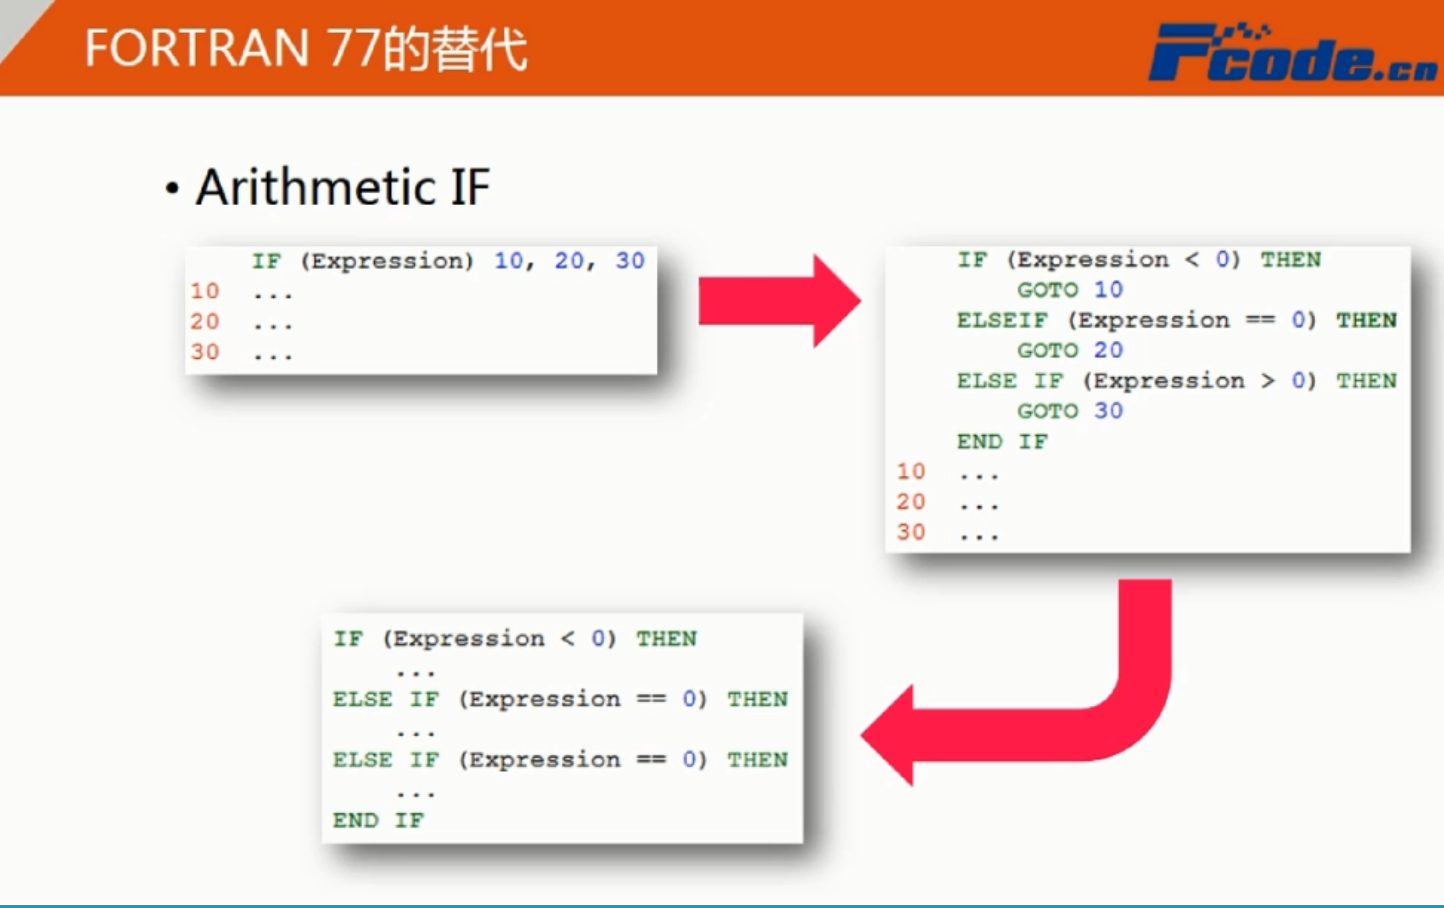 FORTRAN 77的替代
Fcode.cn
• Arithmetic IF
IF (Expression) 10, 20, 30
10 ...
20 ...
30 ...
IF (Expression < 0) THEN
GOTO 10
ELSEIF (Expression == 0) THEN
GOTO 20
ELSE IF (Expression > 0) THEN
GOTO 30
END IF
10 ...
20 ...
30 ...
IF (Expression < 0) THEN
...
ELSE IF (Expression == 0) THEN
...
ELSE IF (Expression == 0) THEN
...
END IF